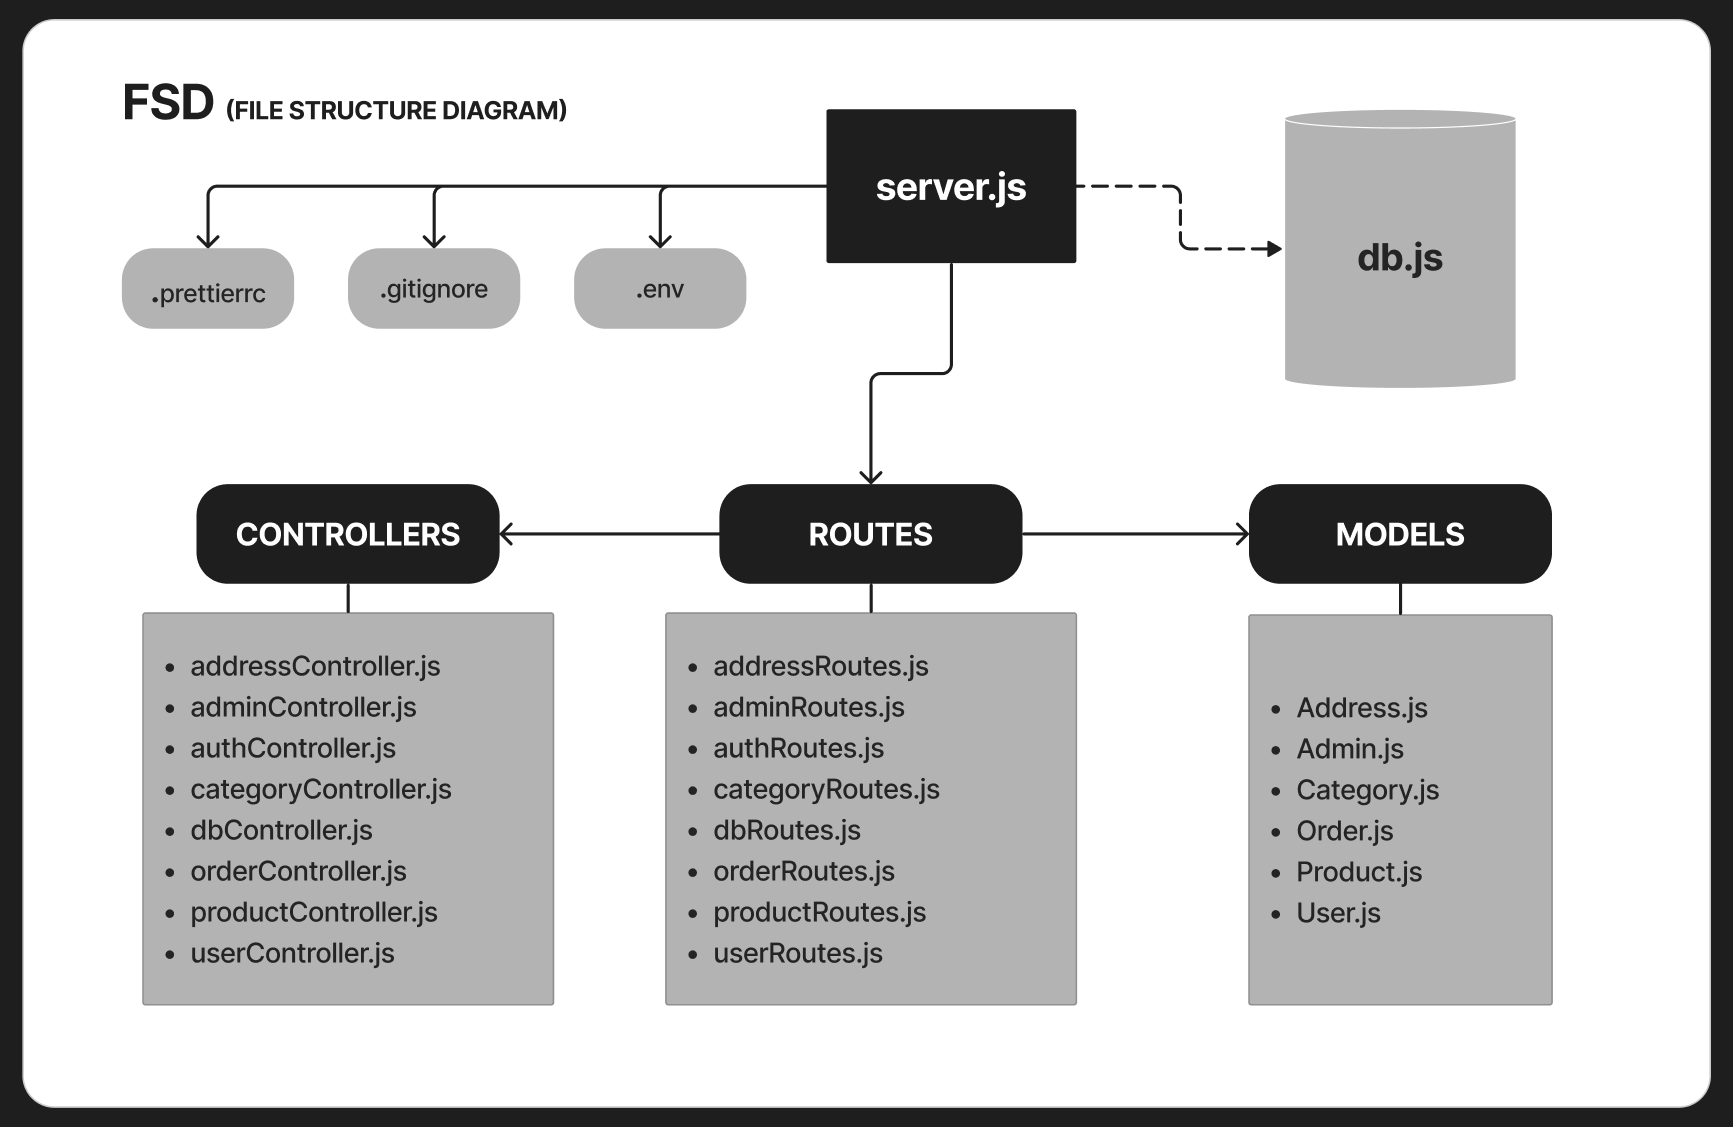 FSD (FILE STRUCTURE DIAGRAM)
server.js
db.js
.prettierrc
.gitignore
.env
CONTROLLERS
ROUTES
MODELS
• addressController.js
• adminController.js
• authController.js
• categoryController.js
• dbController.js
• orderController.js
• productController.js
• userController.js
• addressRoutes.js
• adminRoutes.js
• authRoutes.js
• categoryRoutes.js
• dbRoutes.js
• orderRoutes.js
• productRoutes.js
• userRoutes.js
• Address.js
• Admin.js
• Category.js
• Order.js
• Product.js
• User.js